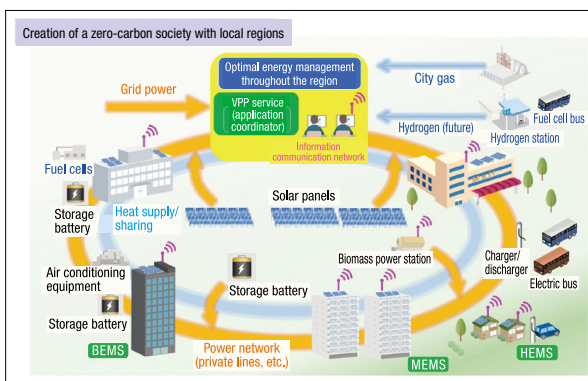 Creation of a zero-carbon society with local regions
Optimal energy management
throughout the region
Grid power
City gas
VPP service
(application
coordinator)
Information
communication network
Hydrogen (future)
Fuel cell bus
Hydrogen station
Fuel cells
Storage
battery
Heat supply/
sharing
Solar panels
Biomass power station
Charger/
discharger
Electric bus
Air conditioning
equipment
Storage battery
Storage battery
BEMS
Power network
(private lines, etc.)
MEMS
HEMS